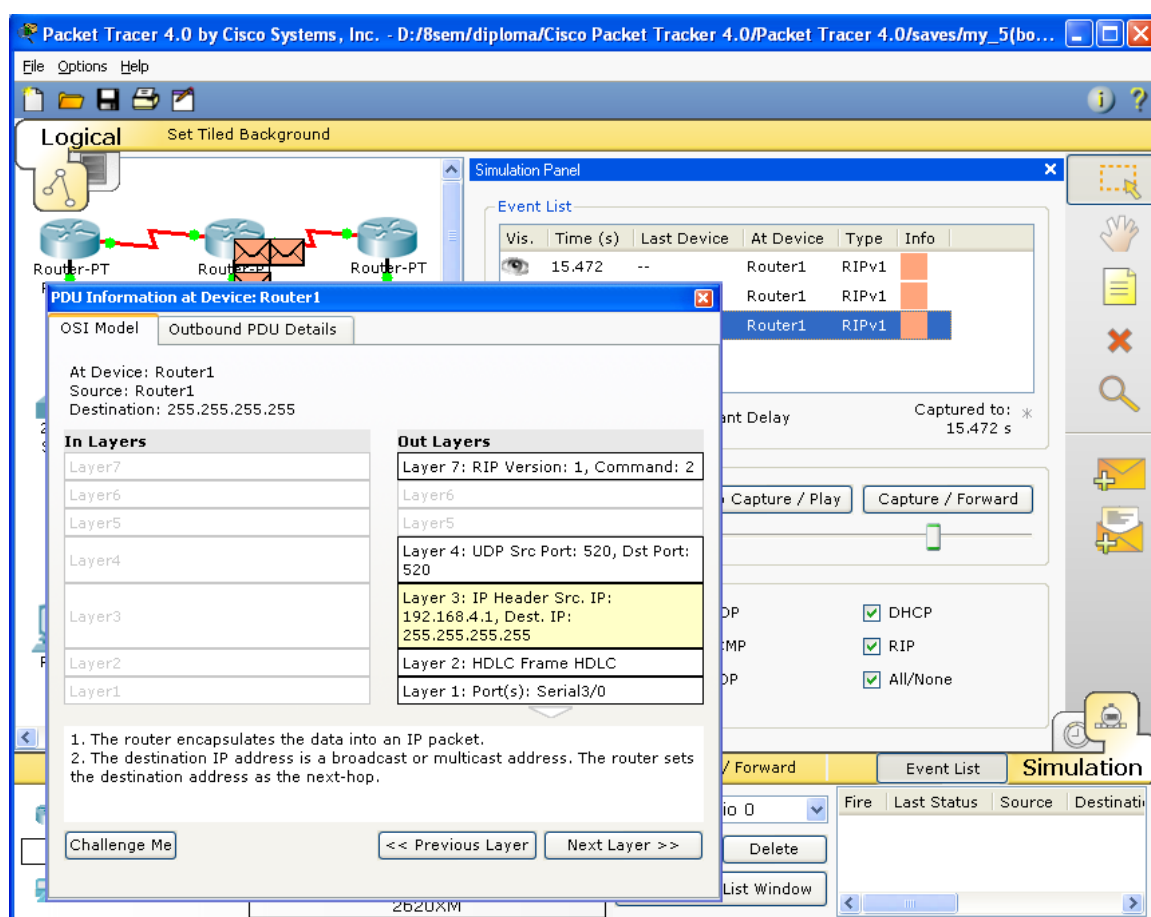 Packet Tracer 4.0 by Cisco Systems, Inc. - D:/8sem/diploma/Cisco Packet Tracker 4.0/Packet Tracer 4.0/saves/my_5(bo...
File Options Help
Logical Set Tiled Background
Router-PT Router-P Router-PT
Simulation Panel
Event List
Vis. Time (s) Last Device At Device Type Info
15.472 -- Router1 RIPv1
Router1 RIPv1
Router1 RIPv1
Captured to: *
15.472 s
ant Delay
Capture / Play
Capture / Forward
DHCP
RIP
All/None
PDU Information at Device: Router1
OSI Model Outbound PDU Details
At Device: Router1
Source: Router1
Destination: 255.255.255.255
In Layers
Layer7
Layer6
Layer5
Layer4
Layer3
Layer2
Layer1
Out Layers
Layer 7: RIP Version: 1, Command: 2
Layer6
Layer5
Layer 4: UDP Src Port: 520, Dst Port:
520
Layer 3: IP Header Src. IP:
192.168.4.1, Dest. IP:
255.255.255.255
Layer 2: HDLC Frame HDLC
Layer 1: Port(s): Serial3/0
1. The router encapsulates the data into an IP packet.
2. The destination IP address is a broadcast or multicast address. The router sets
the destination address as the next-hop.
Challenge Me << Previous Layer Next Layer >>
/ Forward Event List Simulation
io 0
Delete
List Window
Fire Last Status Source Destinati
2620XM